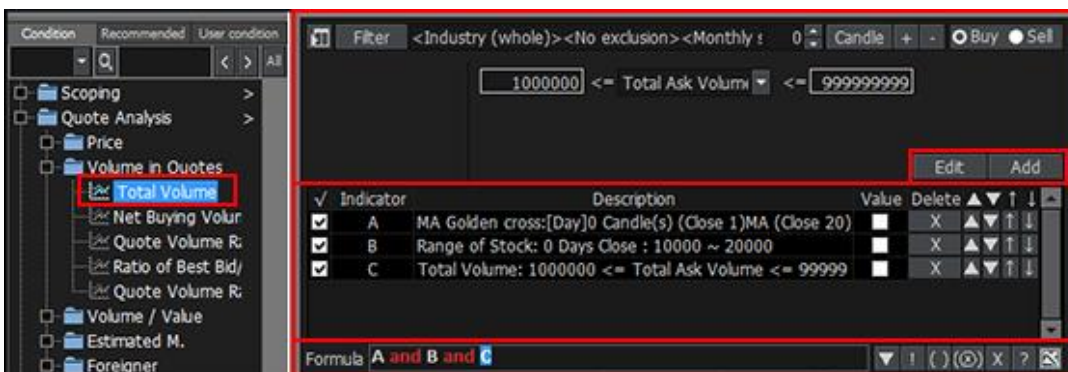 Condition Recommended User condition
All
Scoping >
Quote Analysis >
Price
Volume in Quotes
Total Volume
Net Buying Volur
Quote Volume Ra
Ratio of Best Bid/
Quote Volume Ra
Volume / Value
Estimated M.
Foreigner
Filter <Industry (whole)><No exclusion><Monthly s 0 Candle + - Buy Sell
1000000 <= Total Ask Volum <= 999999999
Edit Add
√ Indicator Description Value Delete ▲ ▼ ↑ ↓
A MA Golden cross:[Day]0 Candle(s) (Close 1)MA (Close 20) X ▲ ▼ ↑ ↓
B Range of Stock: 0 Days Close : 10000 ~ 20000 X ▲ ▼ ↑ ↓
C Total Volume: 1000000 <= Total Ask Volume <= 99999 X ▲ ▼ ↑ ↓
Formula A and B and C ▼ ! ( ) (⊗) X ?